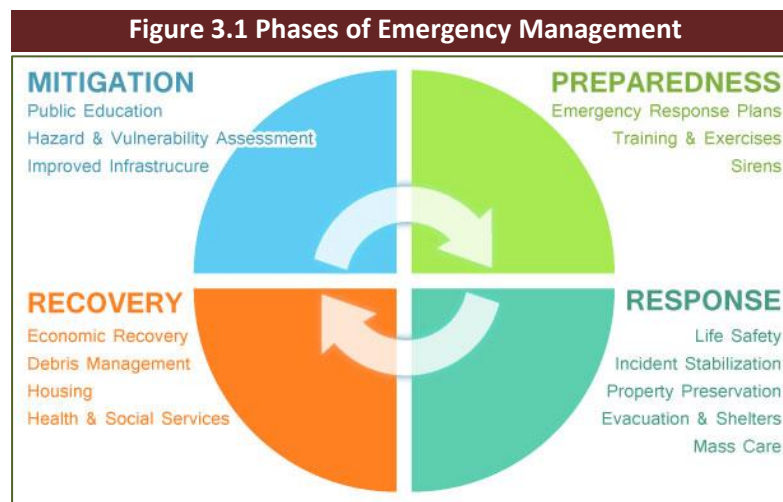 Figure 3.1 Phases of Emergency Management
MITIGATION
Public Education
Hazard & Vulnerability Assessment
Improved Infrastrucure
PREPAREDNESS
Emergency Response Plans
Training & Exercises
Sirens
RECOVERY
Economic Recovery
Debris Management
Housing
Health & Social Services
RESPONSE
Life Safety
Incident Stabilization
Property Preservation
Evacuation & Shelters
Mass Care